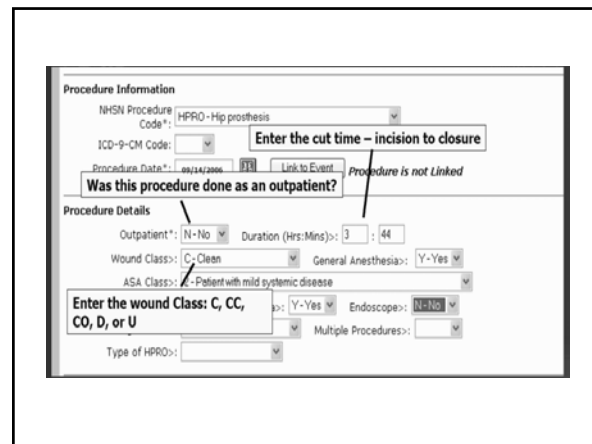 Procedure Information
NHSN Procedure Code*: HPRO - Hip prosthesis
ICD-9-CM Code:
Enter the cut time – incision to closure
Procedure Date*: 09/14/2006 Link to Event Procedure is not Linked
Was this procedure done as an outpatient?
Procedure Details
Outpatient*: N - No Duration (Hrs:Mins)>: 3 : 44
Wound Class>: C - Clean General Anesthesia>: Y - Yes
ASA Class>: - Patient with mild systemic disease
Enter the wound Class: C, CC,
CO, D, or U
>: Y - Yes Endoscope>: N - No
Multiple Procedures>:
Type of HPRO>: